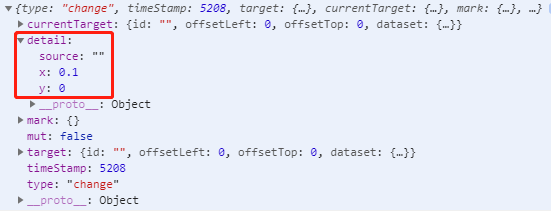 ▼{type: "change", timeStamp: 5208, target: {…}, currentTarget: {…}, mark: {…}, …}
▶currentTarget: {id: "", offsetLeft: 0, offsetTop: 0, dataset: {…}}
▼detail:
source: ""
x: 0.1
y: 0
▶__proto__: Object
▶mark: {}
mut: false
▶target: {id: "", offsetLeft: 0, offsetTop: 0, dataset: {…}}
timeStamp: 5208
type: "change"
▶__proto__: Object